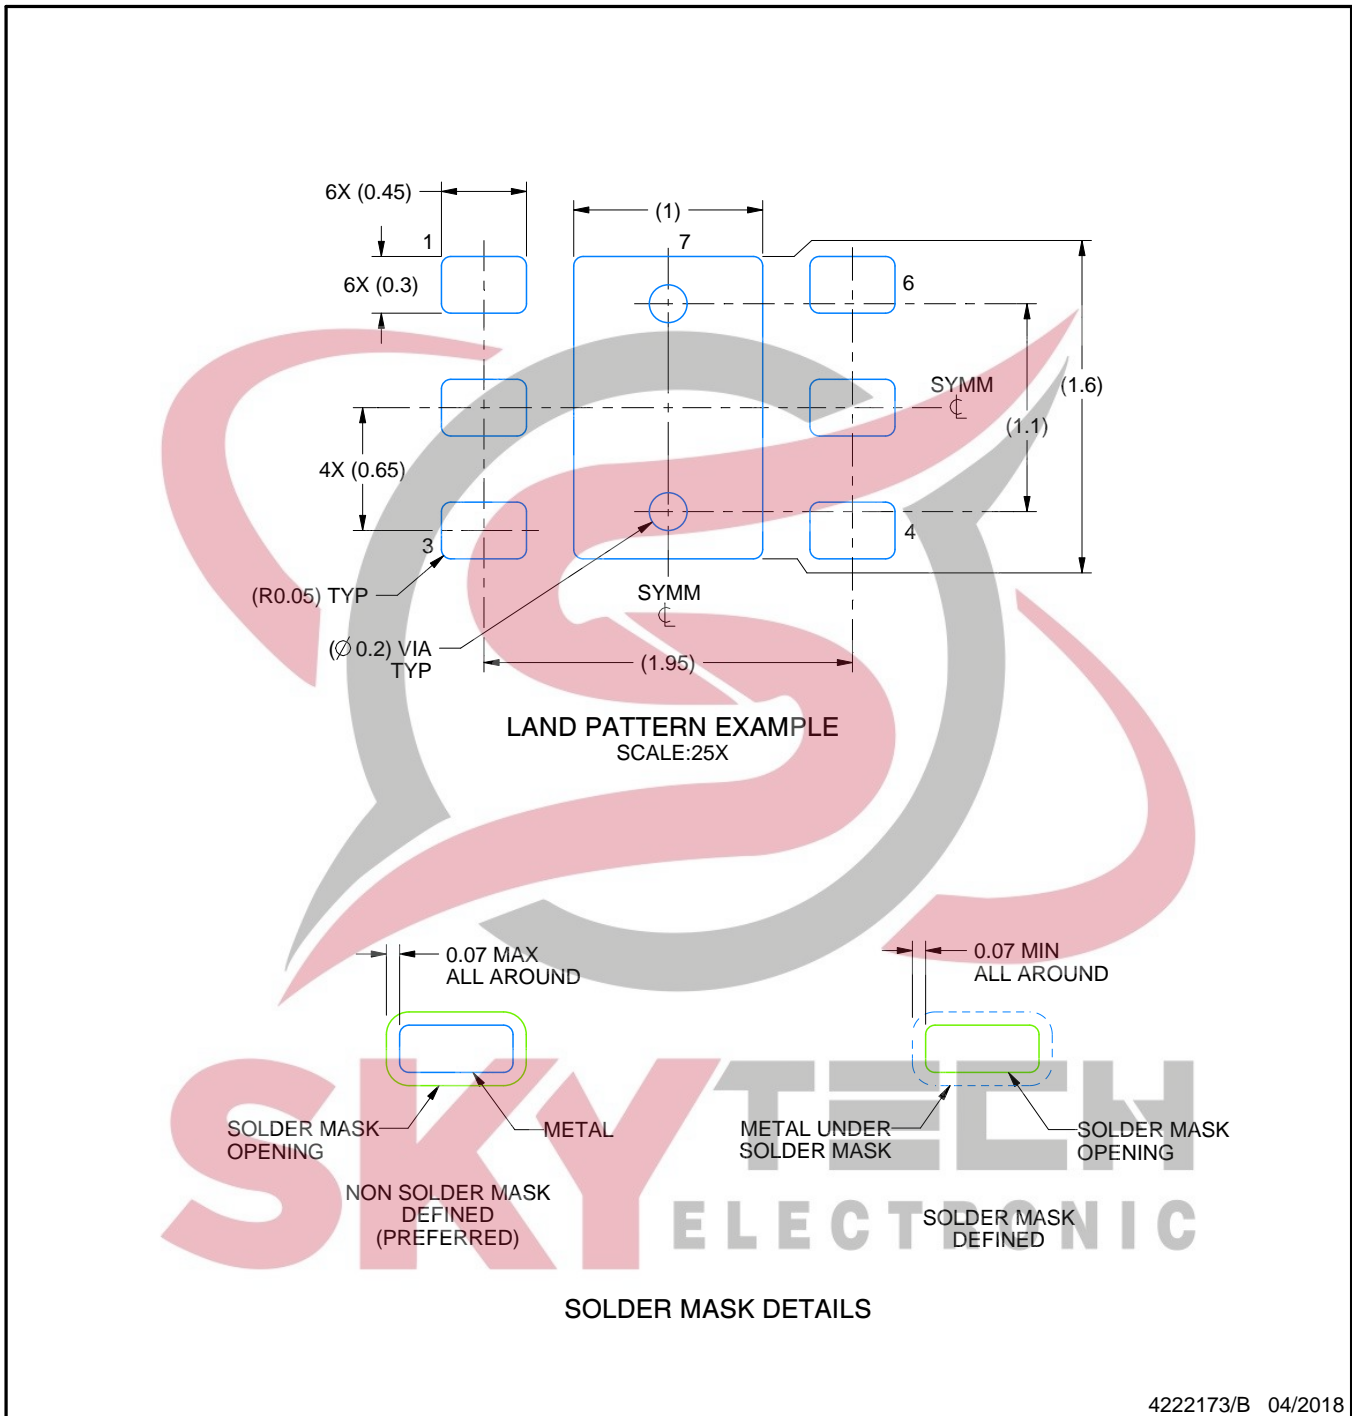 6X (0.45)
(1)
1
7
6X (0.3)
6
SYMM
(1.6)
(1.1)
4X (0.65)
3
4
(R0.05) TYP
SYMM
(Ø 0.2) VIA
TYP
(1.95)
LAND PATTERN EXAMPLE
SCALE:25X
0.07 MAX
ALL AROUND
0.07 MIN
ALL AROUND
SOLDER MASK
OPENING
METAL
METAL UNDER
SOLDER MASK
SOLDER MASK
OPENING
NON SOLDER MASK
DEFINED
(PREFERRED)
SOLDER MASK
DEFINED
SKYTECH
ELECTRONIC
SOLDER MASK DETAILS
4222173/B 04/2018